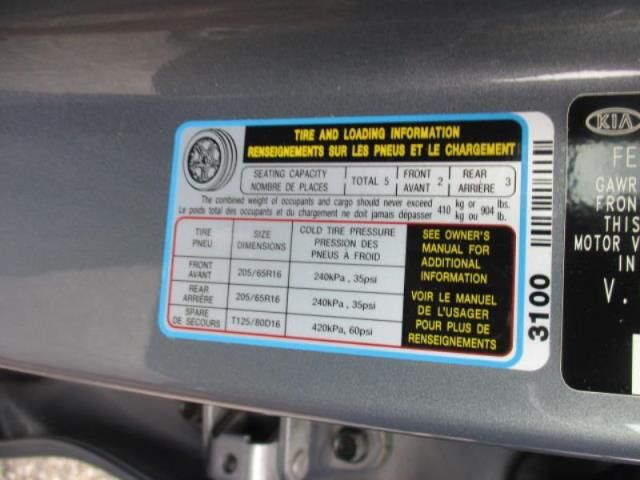 TIRE AND LOADING INFORMATION
RENSEIGNEMENTS SUR LES PNEUS ET LE CHARGEMENT
SEATING CAPACITY
NOMBRE DE PLACES
TOTAL 5
FRONT
AVANT 2
REAR
ARRIÈRE 3
The combined weight of occupants and cargo should never exceed 410 kg or 904 lbs.
Le poids total des occupants et du chargement ne doit jamais dépasser 410 kg ou 904 lb.
TIRE
PNEU
SIZE
DIMENSIONS
COLD TIRE PRESSURE
PRESSION DES
PNEUS À FROID
FRONT
AVANT
205/65R16
240kPa , 35psi
REAR
ARRIÈRE
205/65R16
240kPa , 35psi
SPARE
DE SECOURS
T125/80D16
420kPa, 60psi
SEE OWNER'S
MANUAL FOR
ADDITIONAL
INFORMATION
VOIR LE MANUEL
DE L'USAGER
POUR PLUS DE
RENSEIGNEMENTS
3100
KIA
FE
GAWR
FRONT
THIS
MOTOR V
IN
V.